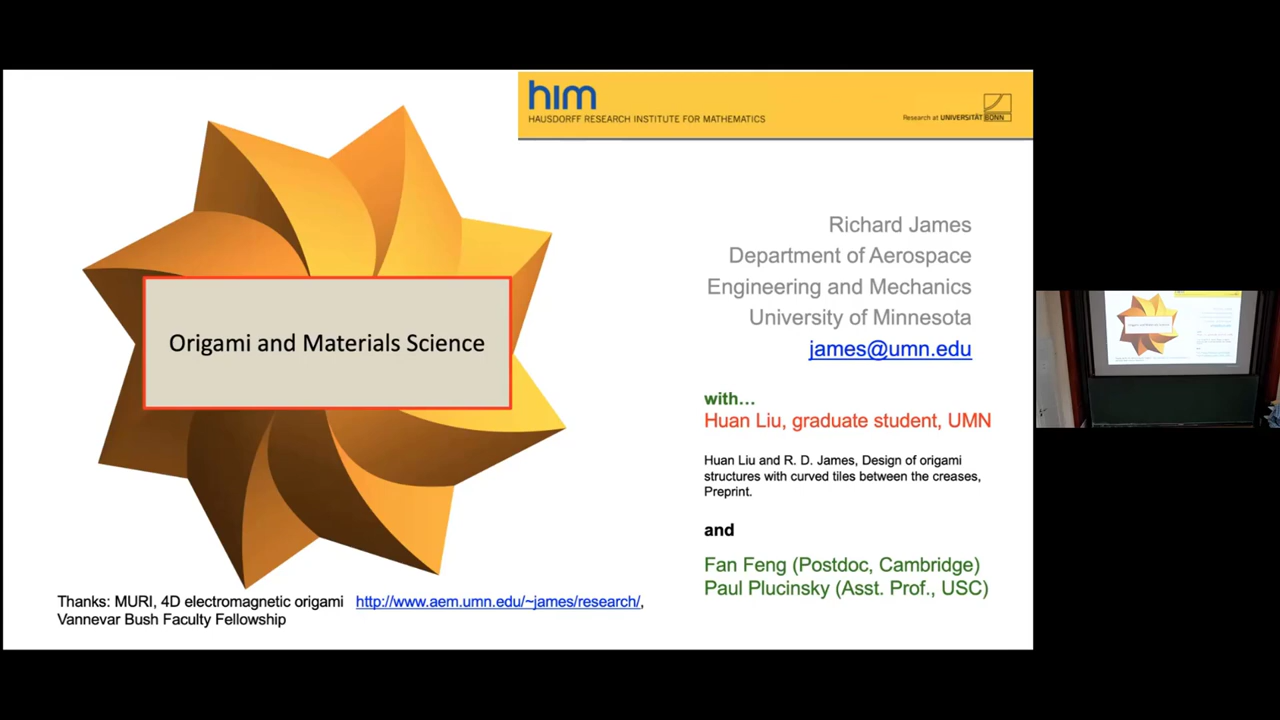 him
HAUSDORFF RESEARCH INSTITUTE FOR MATHEMATICS
Research at UNIVERSITÄT BONN
Origami and Materials Science
Richard James
Department of Aerospace
Engineering and Mechanics
University of Minnesota
james@umn.edu
with...
Huan Liu, graduate student, UMN
Huan Liu and R. D. James, Design of origami
structures with curved tiles between the creases,
Preprint.
and
Fan Feng (Postdoc, Cambridge)
Paul Plucinsky (Asst. Prof., USC)
Thanks: MURI, 4D electromagnetic origami http://www.aem.umn.edu/~james/research/,
Vannevar Bush Faculty Fellowship